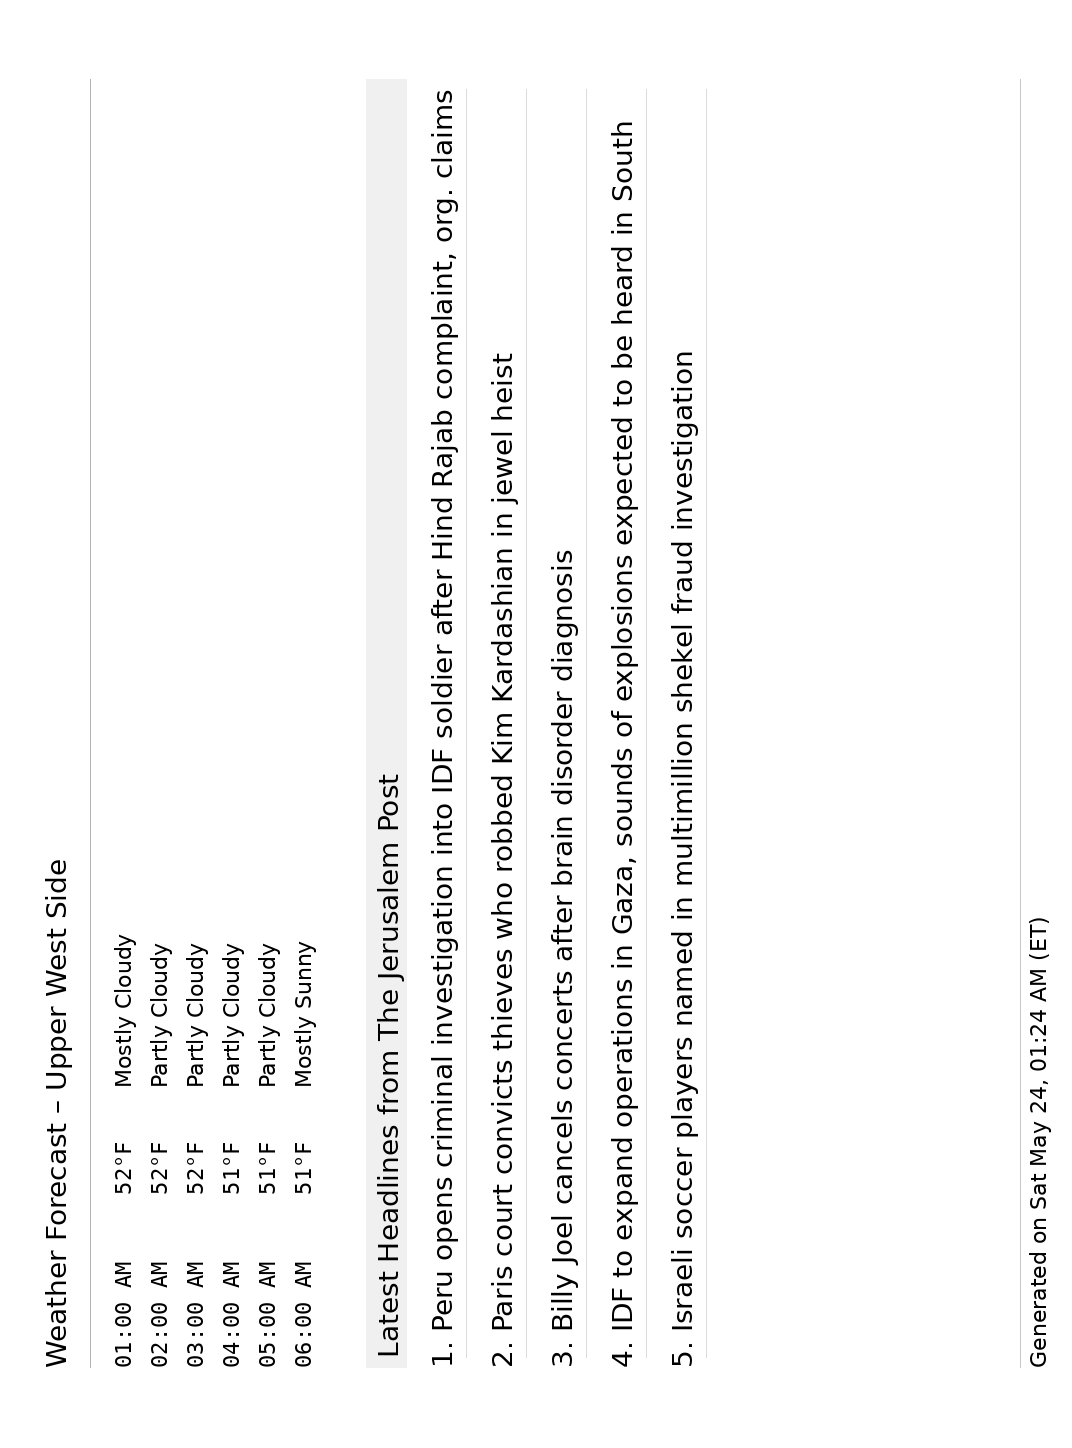 Weather Forecast – Upper West Side
01:00 AM 52°F Mostly Cloudy
02:00 AM 52°F Partly Cloudy
03:00 AM 52°F Partly Cloudy
04:00 AM 51°F Partly Cloudy
05:00 AM 51°F Partly Cloudy
06:00 AM 51°F Mostly Sunny
Latest Headlines from The Jerusalem Post
1. Peru opens criminal investigation into IDF soldier after Hind Rajab complaint, org. claims
2. Paris court convicts thieves who robbed Kim Kardashian in jewel heist
3. Billy Joel cancels concerts after brain disorder diagnosis
4. IDF to expand operations in Gaza, sounds of explosions expected to be heard in South
5. Israeli soccer players named in multimillion shekel fraud investigation
Generated on Sat May 24, 01:24 AM (ET)